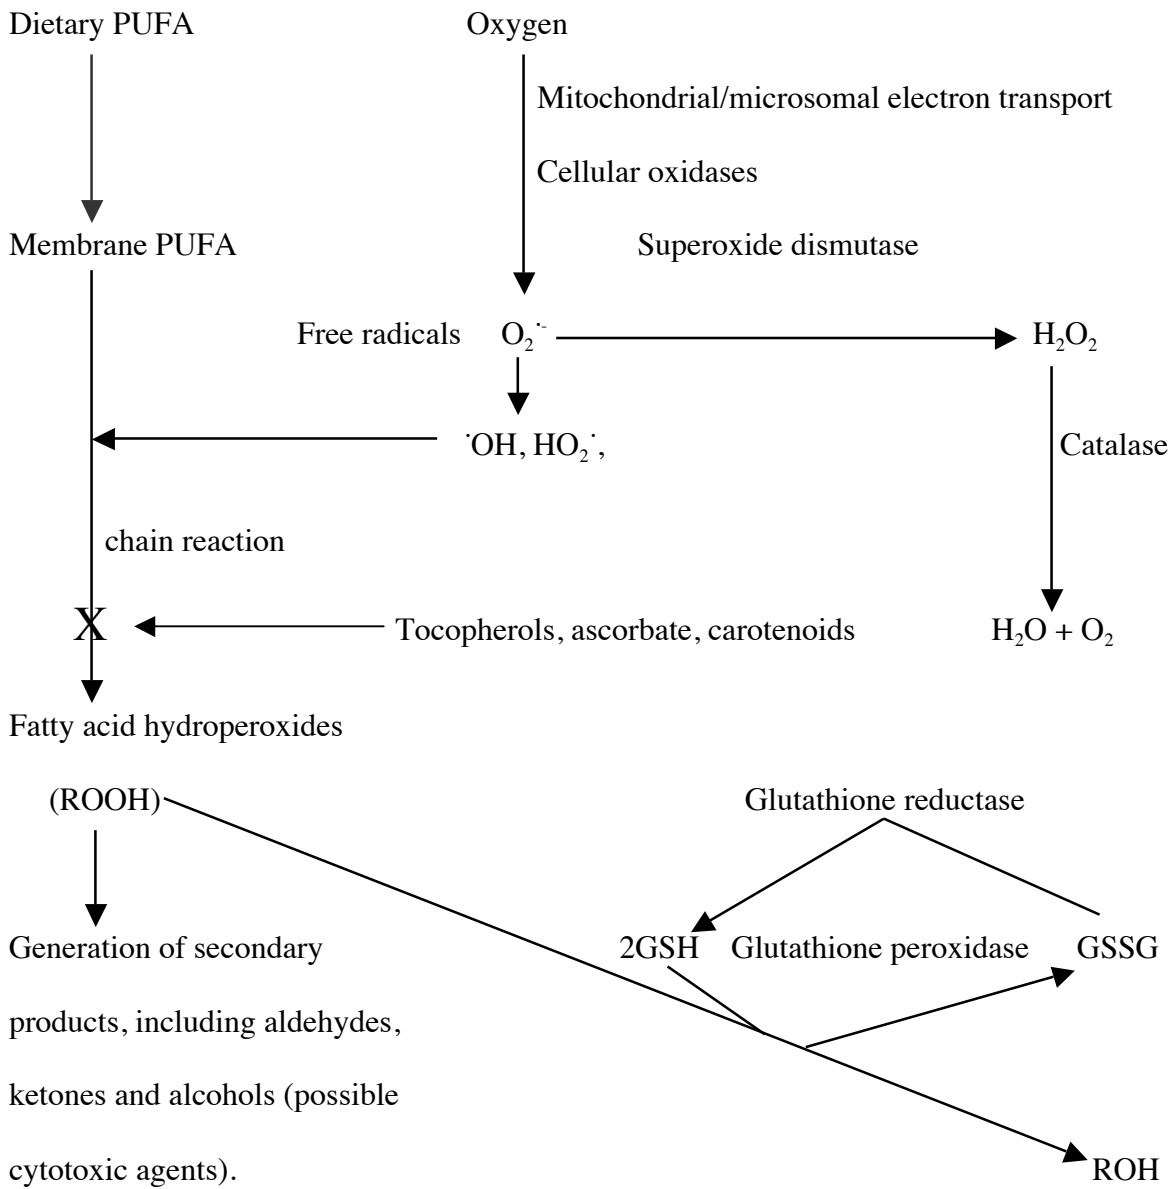 Dietary PUFA
Oxygen
Mitochondrial/microsomal electron transport
Cellular oxidases
Membrane PUFA
Superoxide dismutase
Free radicals
O₂˙⁻
H₂O₂
˙OH, HO₂˙,
Catalase
chain reaction
X
Tocopherols, ascorbate, carotenoids
H₂O + O₂
Fatty acid hydroperoxides
(ROOH)
Glutathione reductase
Generation of secondary
products, including aldehydes,
ketones and alcohols (possible
cytotoxic agents).
2GSH
Glutathione peroxidase
GSSG
ROH